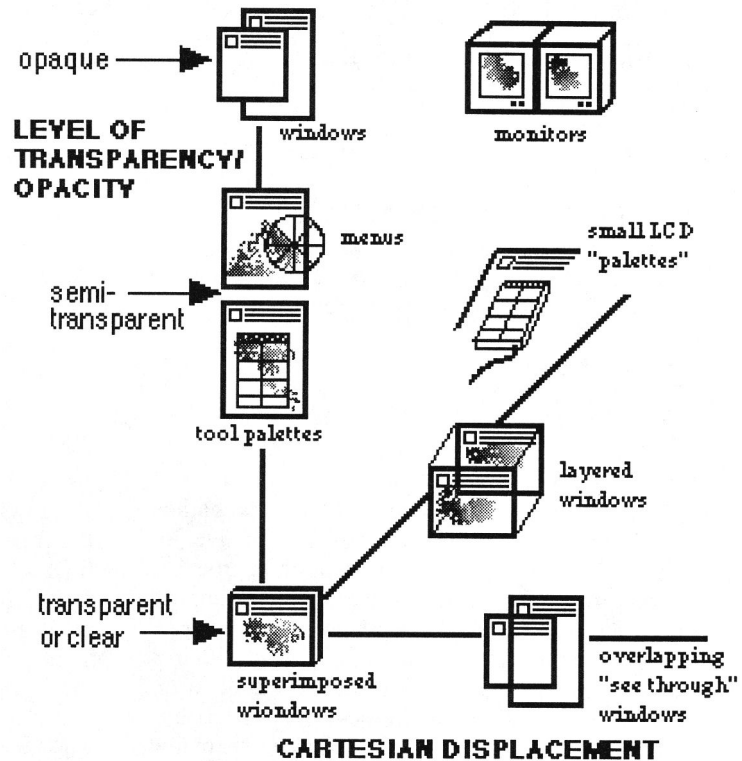 opaque
windows
monitors
LEVEL OF
TRANSPARENCY/
OPACITY
menus
small LCD
"palettes"
semi-
transparent
tool palettes
layered
windows
transparent
or clear
superimposed
wiondows
overlapping
"see through"
windows
CARTESIAN DISPLACEMENT